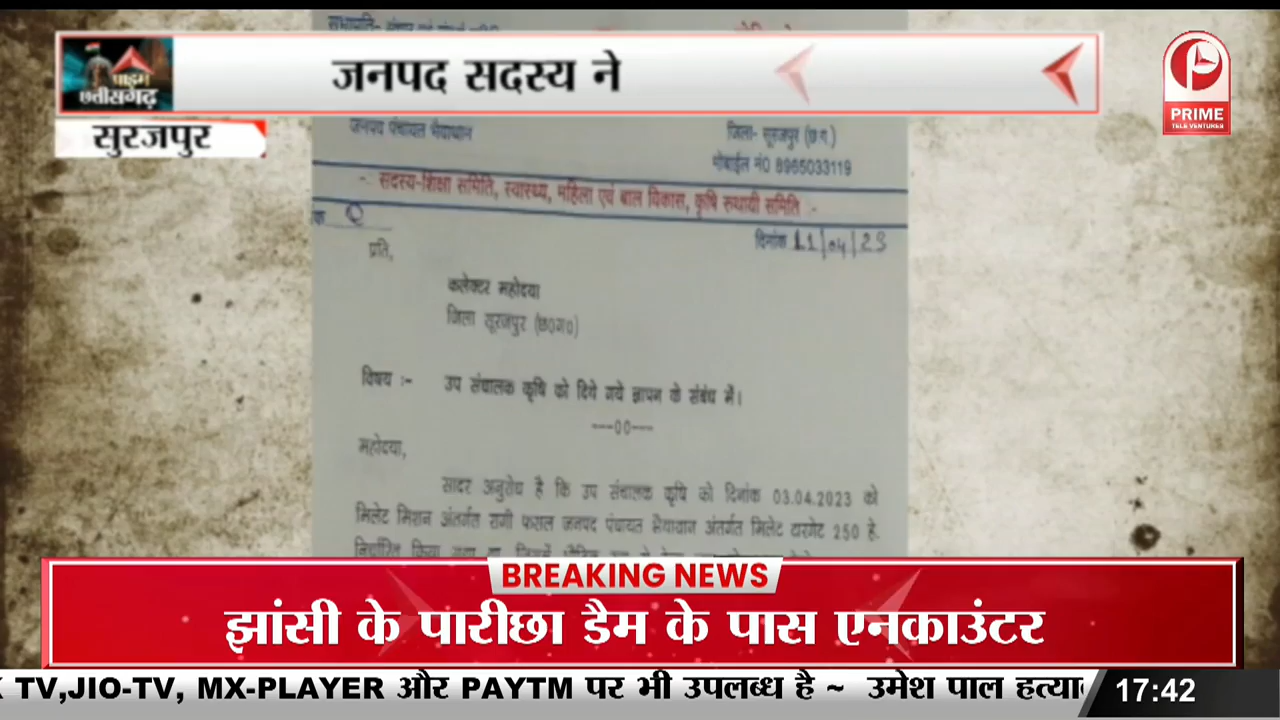 सभापति-
प्राइम
छत्तीसगढ़
जनपद सदस्य ने
PRIME
TELE VENTURES
सुरजपुर
जनपद पंचायत भैयाथान
जिला- सूरजपुर (छ.ग.)
मोबाईल नं0 8965033119
- सदस्य-शिक्षा समिति, स्वास्थ्य, महिला एवं बाल विकास, कृषि स्थायी समिति -
दिनांक 11/04/23
प्रति,
कलेक्टर महोदया
जिला सूरजपुर (छ0ग0)
विषय :- उप संचालक कृषि को दिये गये ज्ञापन के संबंध में।
---00---
महोदया,
सादर अनुरोध है कि उप संचालक कृषि को दिनांक 03.04.2023 को
मिलेट मिशन अंतर्गत रागी फसल जनपद पंचायत भैयाथान अंतर्गत मिलेट टारगेट 250 हे.
निर्धारित किया गया था
BREAKING NEWS
झांसी के पारीछा डैम के पास एनकाउंटर
TV,JIO-TV, MX-PLAYER और PAYTM पर भी उपलब्ध है ~ उमेश पाल हत्या
17:42